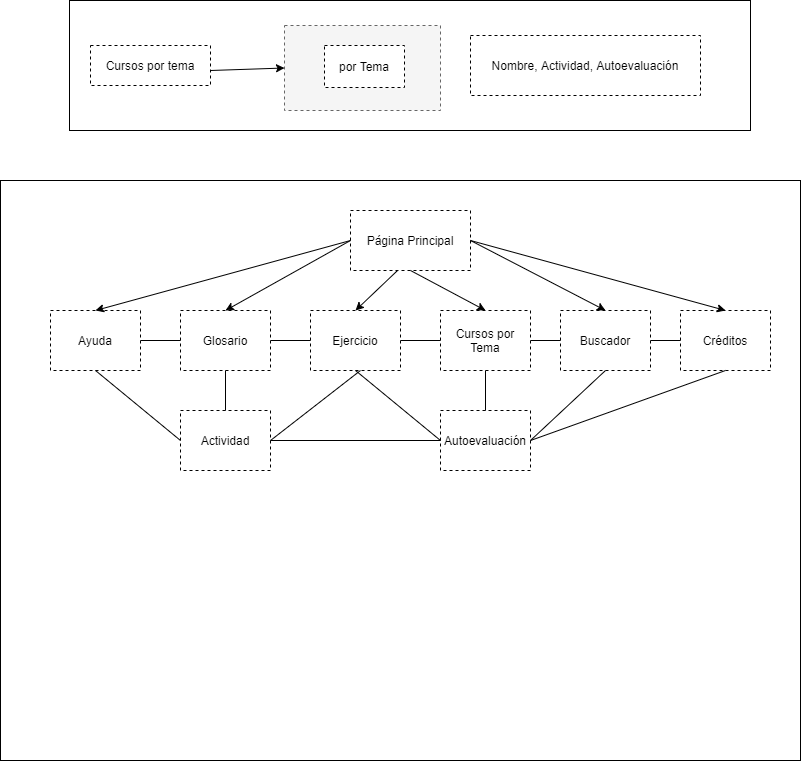 Cursos por tema
por Tema
Nombre, Actividad, Autoevaluación
Página Principal
Ayuda
Glosario
Ejercicio
Cursos por
Tema
Buscador
Créditos
Actividad
Autoevaluación